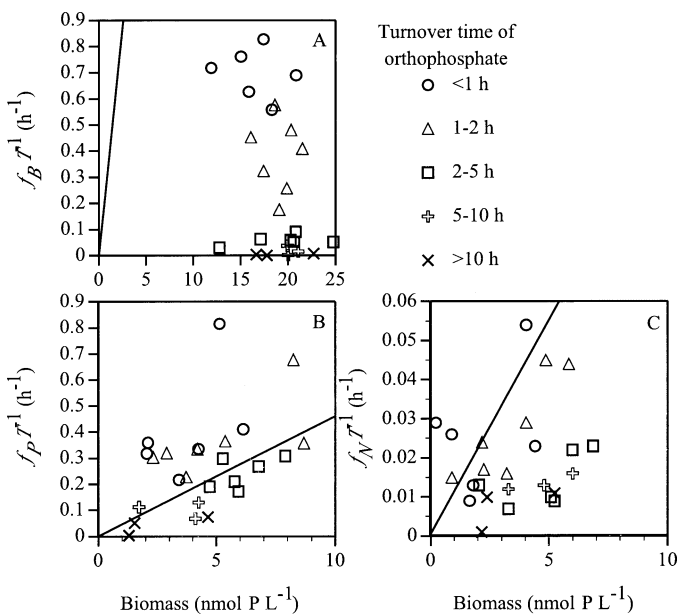 Turnover time of
orthophosphate
<1 h
1-2 h
2-5 h
5-10 h
>10 h
A
f_B T^-1 (h^-1)
0.9
0.8
0.7
0.6
0.5
0.4
0.3
0.2
0.1
0
0 5 10 15 20 25
B
f_P T^-1 (h^-1)
0.9
0.8
0.7
0.6
0.5
0.4
0.3
0.2
0.1
0
0 5 10
Biomass (nmol P L^-1)
C
f_N T^-1 (h^-1)
0.06
0.05
0.04
0.03
0.02
0.01
0
0 5 10
Biomass (nmol P L^-1)